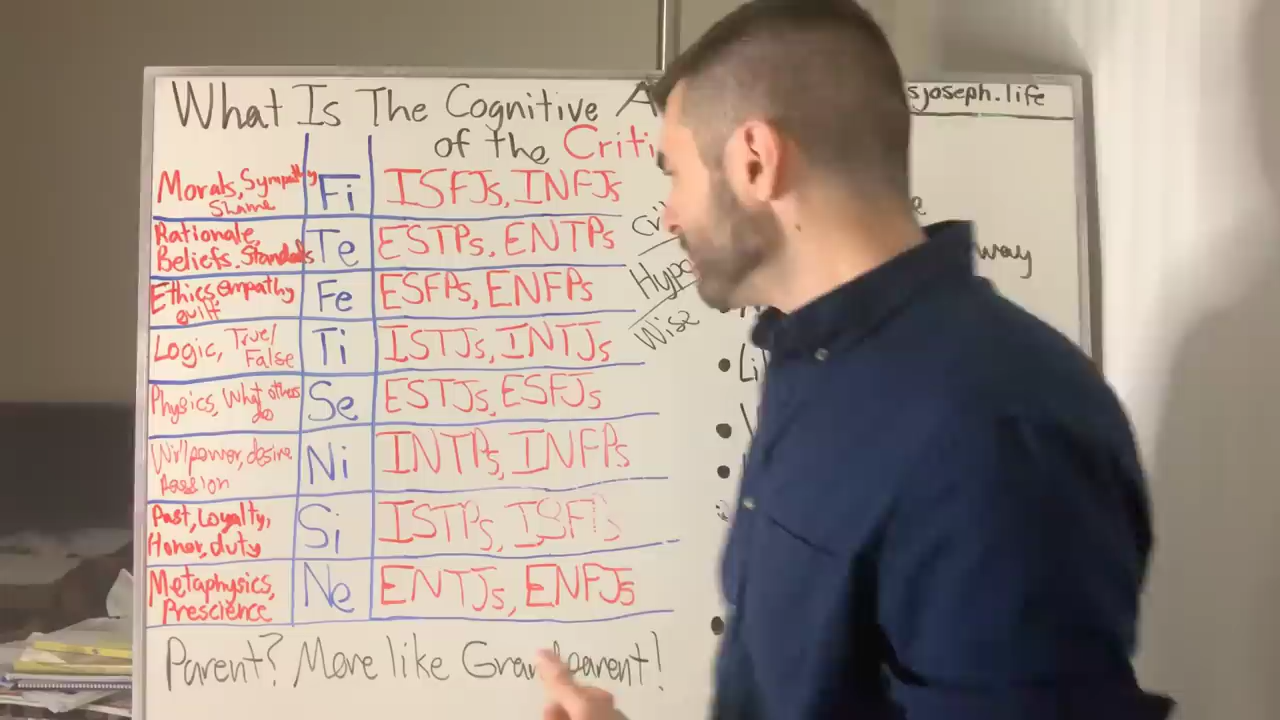 What Is The Cognitive
sjoseph.life
of the Criti
Morals, Sympathy
Shame
Fi
ISFJs, INFJs
Rationale,
Beliefs, Standards
Te
ESTPs, ENTPs
Ethics, empathy
guilt
Fe
ESFPs, ENFPs
Logic, True/
False
Ti
ISTJs, INTJs
Physics, What others
do
Se
ESTJs, ESFJs
Willpower, desire
Passion
Ni
INTPs, INFPs
Past, Loyalty,
Honor, duty
Si
ISTPs, ISFPs
Metaphysics,
Prescience
Ne
ENTJs, ENFJs
Parent? More like Grandparent!
Cri
Hypo
Wise
way